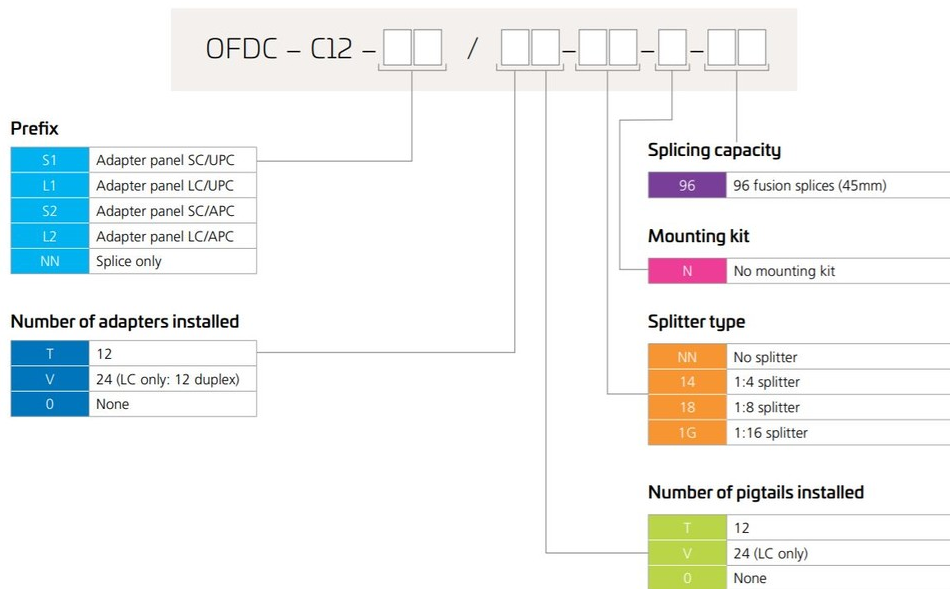 OFDC – C12 – / – – –
Prefix
S1 Adapter panel SC/UPC
L1 Adapter panel LC/UPC
S2 Adapter panel SC/APC
L2 Adapter panel LC/APC
NN Splice only
Number of adapters installed
T 12
V 24 (LC only: 12 duplex)
0 None
Splicing capacity
96 96 fusion splices (45mm)
Mounting kit
N No mounting kit
Splitter type
NN No splitter
14 1:4 splitter
18 1:8 splitter
1G 1:16 splitter
Number of pigtails installed
T 12
V 24 (LC only)
0 None